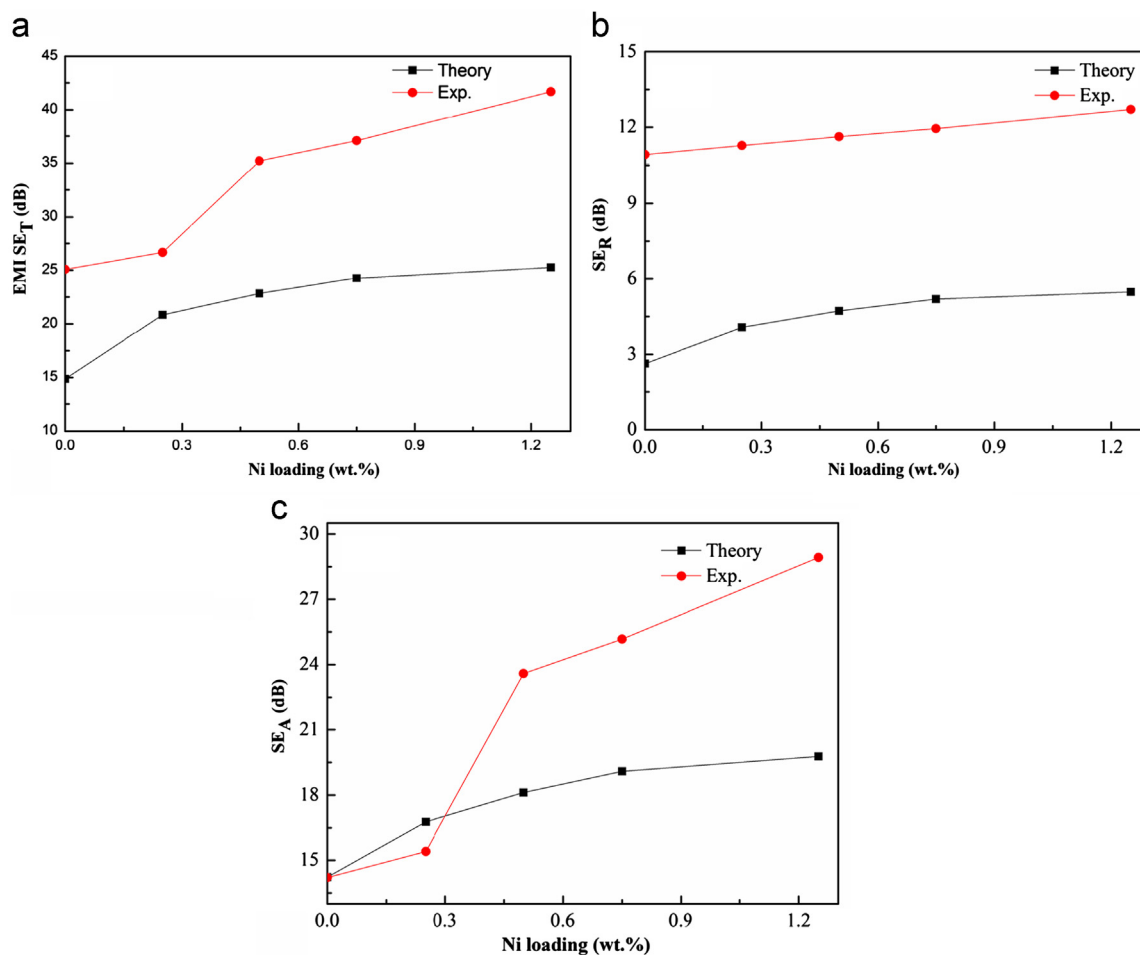 a
45
40
35
30
25
20
15
10
EMI SE_T (dB)
Theory
Exp.
0.0 0.3 0.6 0.9 1.2
Ni loading (wt.%)
b
15
12
9
6
3
0
SE_R (dB)
Theory
Exp.
0.0 0.3 0.6 0.9 1.2
Ni loading (wt.%)
c
30
27
24
21
18
15
SE_A (dB)
Theory
Exp.
0.0 0.3 0.6 0.9 1.2
Ni loading (wt.%)